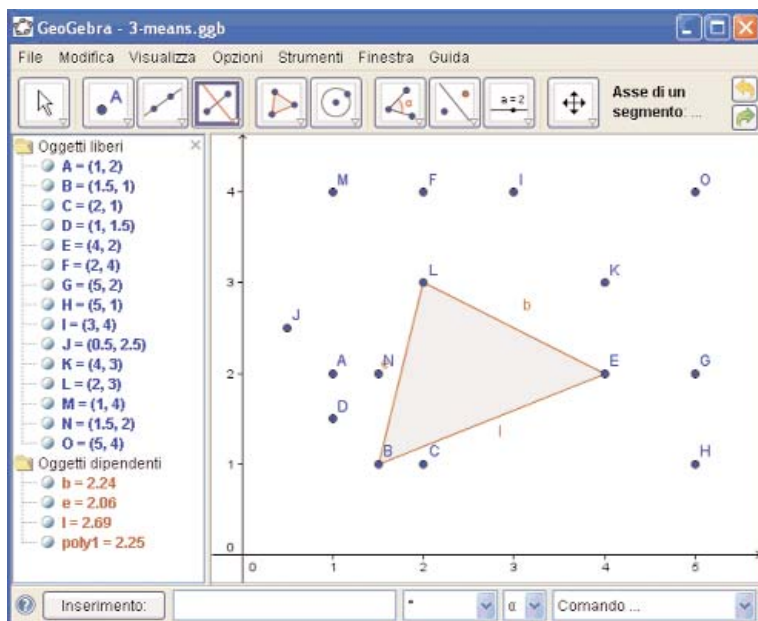 GeoGebra - 3-means.ggb
File Modifica Visualizza Opzioni Strumenti Finestra Guida
A
α
a=2
Asse di un
segmento: ...
Oggetti liberi
A = (1, 2)
B = (1.5, 1)
C = (2, 1)
D = (1, 1.5)
E = (4, 2)
F = (2, 4)
G = (5, 2)
H = (5, 1)
I = (3, 4)
J = (0.5, 2.5)
K = (4, 3)
L = (2, 3)
M = (1, 4)
N = (1.5, 2)
O = (5, 4)
Oggetti dipendenti
b = 2.24
e = 2.06
l = 2.69
poly1 = 2.25
M F I O
4
L K
3
b
J
A N E G
2
e
D
l
B C H
1
0
0 1 2 3 4 5
Inserimento: ° α Comando ...